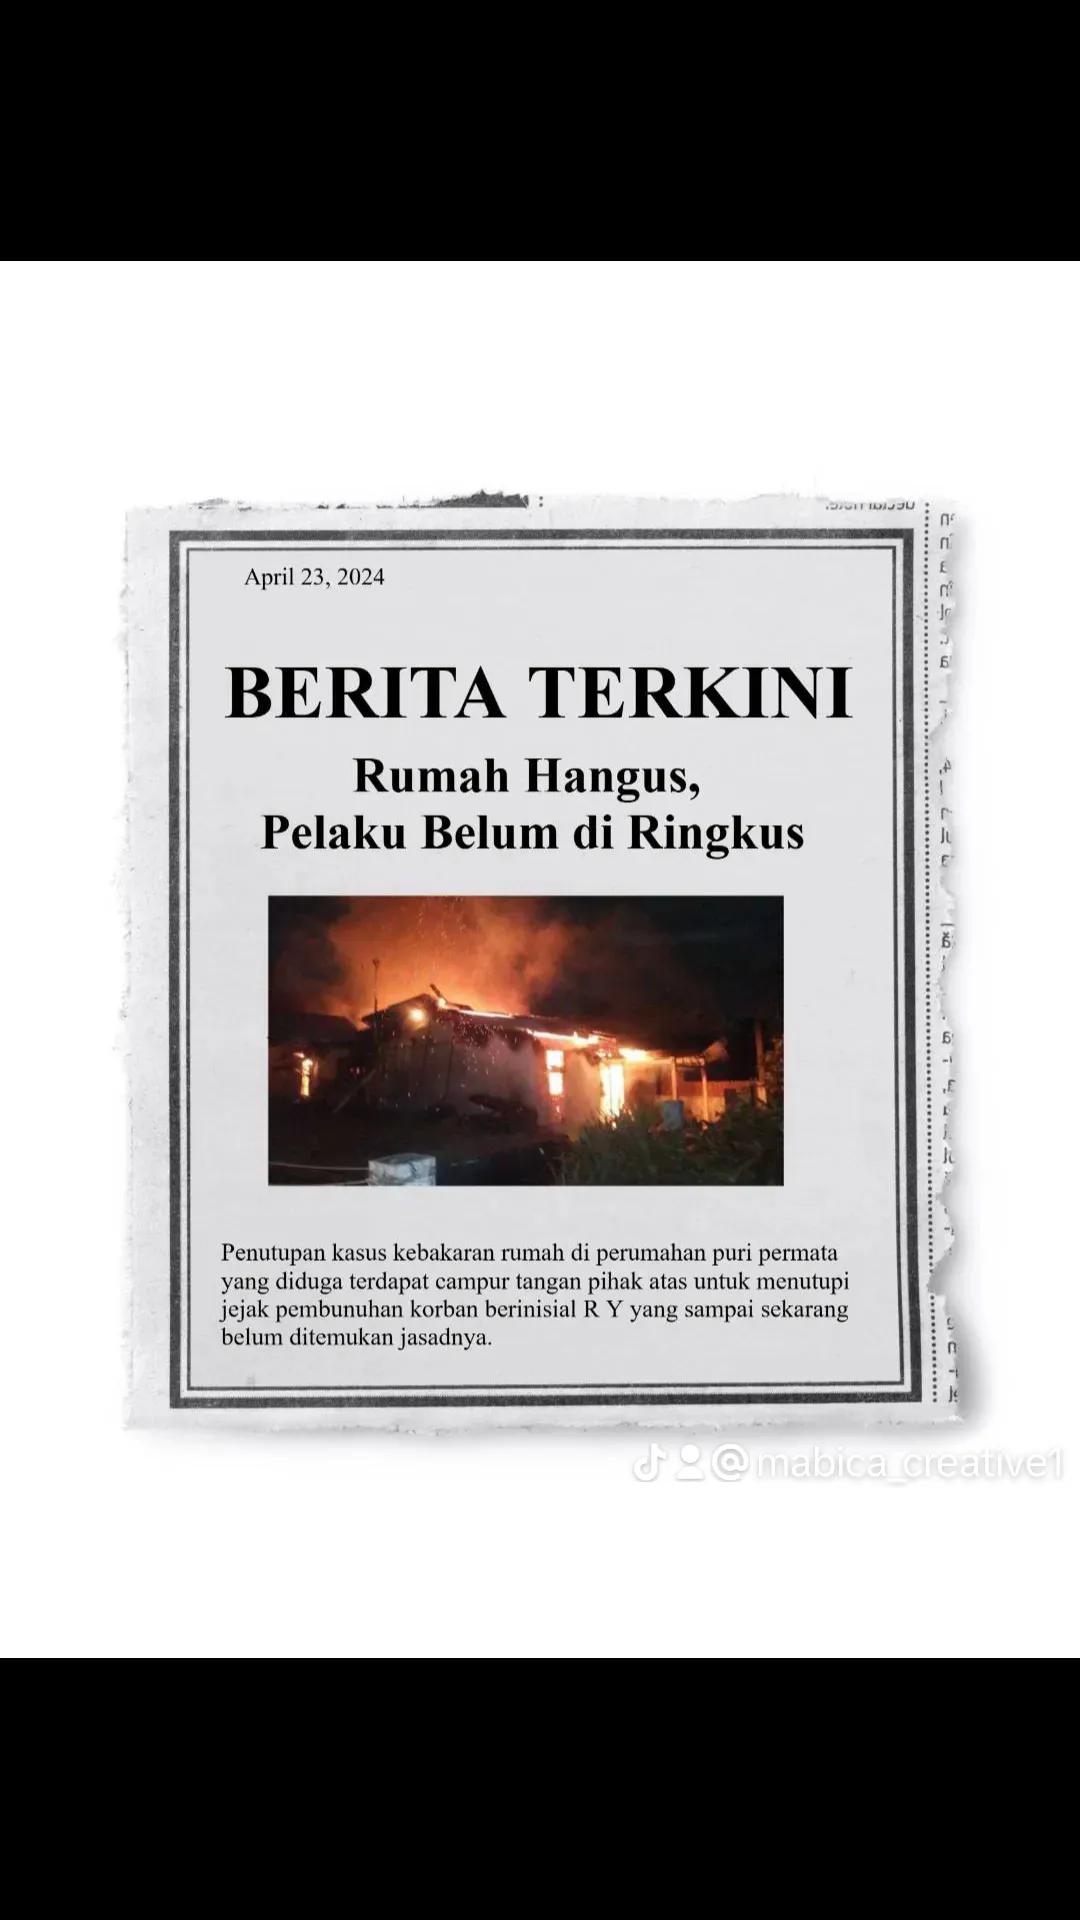 April 23, 2024
BERITA TERKINI
Rumah Hangus,
Pelaku Belum di Ringkus
Penutupan kasus kebakaran rumah di perumahan puri permata
yang diduga terdapat campur tangan pihak atas untuk menutupi
jejak pembunuhan korban berinisial R Y yang sampai sekarang
belum ditemukan jasadnya.
@mabica_creative1